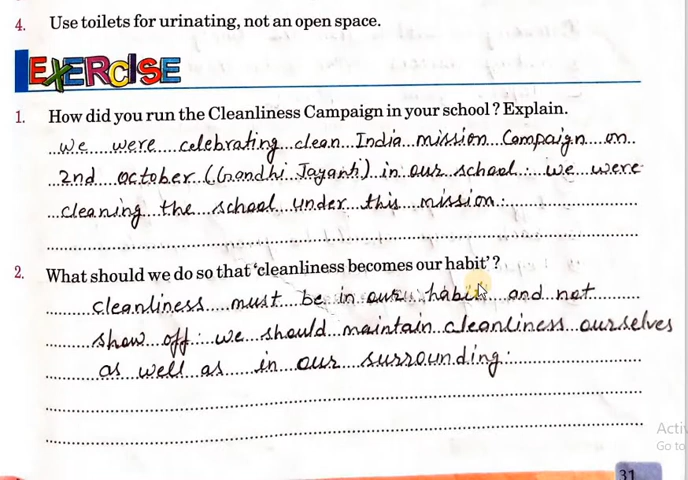 4. Use toilets for urinating, not an open space.
EXERCISE
1. How did you run the Cleanliness Campaign in your school? Explain.
we were celebrating clean India mission Compaign on
2nd october (Gandhi Jayanti) in our school. we were
cleaning the school under this mission.
2. What should we do so that 'cleanliness becomes our habit'?
cleanliness must be in our habit and not
show off. we should maintain cleanliness ourselves
as well as in our surrounding.
Activ
Go to
31